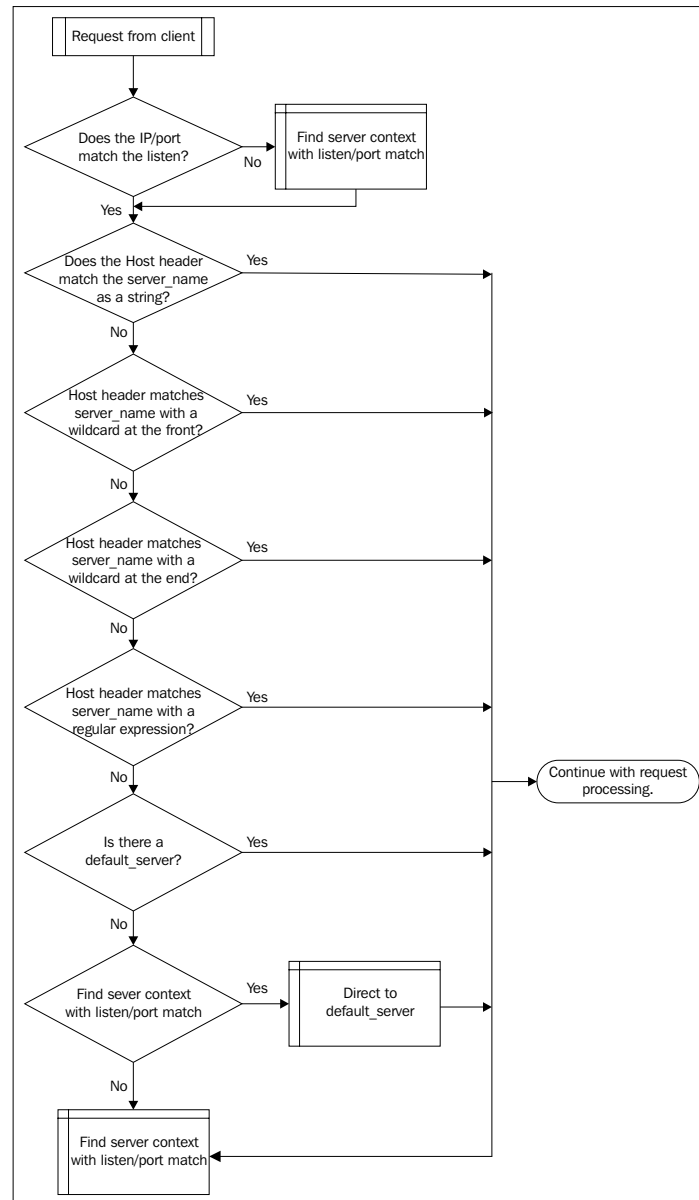 Request from client
Does the IP/port
match the listen?
No
Find server context
with listen/port match
Yes
Does the Host header
match the server_name
as a string?
Yes
No
Host header matches
server_name with a
wildcard at the front?
Yes
No
Host header matches
server_name with a
wildcard at the end?
Yes
No
Host header matches
server_name with a
regular expression?
Yes
No
Continue with request
processing.
Is there a
default_server?
Yes
No
Find sever context
with listen/port match
Yes
Direct to
default_server
No
Find server context
with listen/port match